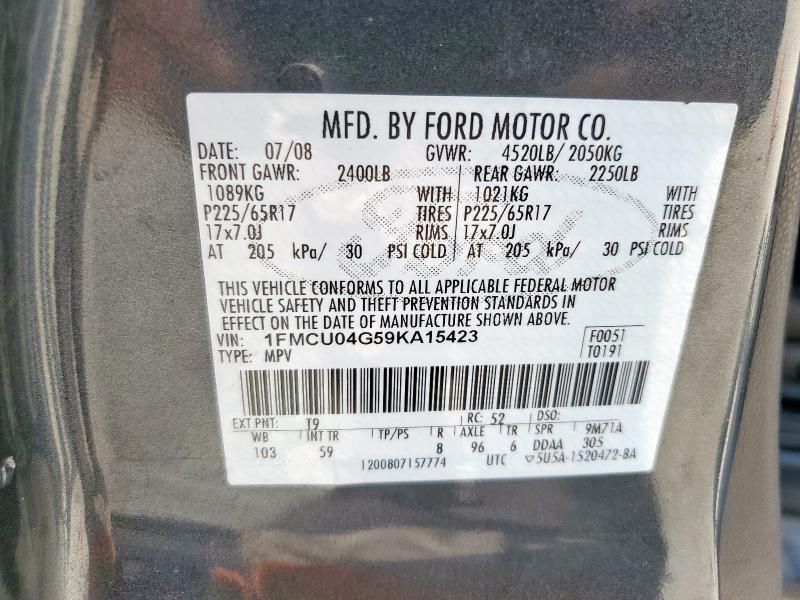 MFD. BY FORD MOTOR CO.
DATE: 07/08 GVWR: 4520LB/ 2050KG
FRONT GAWR: 2400LB REAR GAWR: 2250LB
1089KG WITH 1021KG WITH
P225/65R17 TIRES P225/65R17 TIRES
17x7.0J RIMS 17x7.0J RIMS
AT 205 kPa/ 30 PSI COLD AT 205 kPa/ 30 PSI COLD
Ford
THIS VEHICLE CONFORMS TO ALL APPLICABLE FEDERAL MOTOR
VEHICLE SAFETY AND THEFT PREVENTION STANDARDS IN
EFFECT ON THE DATE OF MANUFACTURE SHOWN ABOVE.
VIN: 1FMCU04G59KA15423 F0051
TYPE: MPV T0191
EXT PNT: T9 RC: 52 DSO:
WB INT TR TP/PS R AXLE TR SPR 9M71A
103 59 8 96 6 DDAA 305
1200807157774 UTC ▽5U5A-1520472-BA